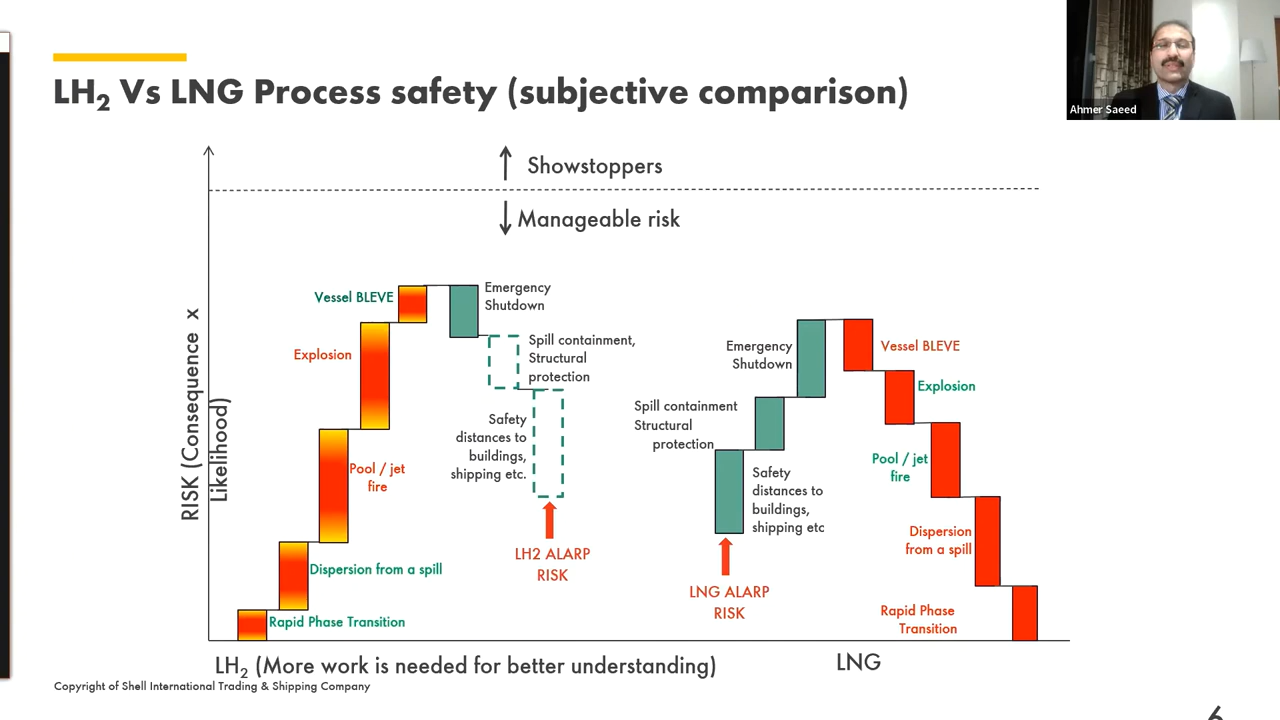 LH2 Vs LNG Process safety (subjective comparison)
Ahmer Saeed
Showstoppers
Manageable risk
RISK (Consequence x
Likelihood)
Vessel BLEVE
Explosion
Pool / jet
fire
Dispersion from a spill
Rapid Phase Transition
Emergency
Shutdown
Spill containment,
Structural
protection
Safety
distances to
buildings,
shipping etc.
LH2 ALARP
RISK
Emergency
Shutdown
Spill containment
Structural
protection
Safety
distances to
buildings,
shipping etc
LNG ALARP
RISK
Vessel BLEVE
Explosion
Pool / jet
fire
Dispersion
from a spill
Rapid Phase
Transition
LH2 (More work is needed for better understanding)
LNG
Copyright of Shell International Trading & Shipping Company
6